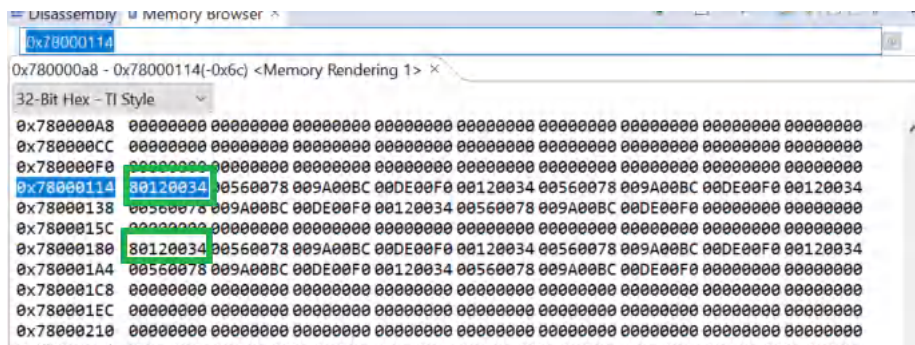 Disassembly Memory Browser ×
0x78000114
0x780000a8 - 0x78000114(-0x6c) <Memory Rendering 1> ×
32-Bit Hex - TI Style
0x780000A8 00000000 00000000 00000000 00000000 00000000 00000000 00000000 00000000 00000000
0x780000CC 00000000 00000000 00000000 00000000 00000000 00000000 00000000 00000000 00000000
0x780000F0 00000000 00000000 00000000 00000000 00000000 00000000 00000000 00000000 00000000
0x78000114 80120034 00560078 009A00BC 00DE00F0 00120034 00560078 009A00BC 00DE00F0 00120034
0x78000138 00560078 009A00BC 00DE00F0 00120034 00560078 009A00BC 00DE00F0 00000000 00000000
0x7800015C 00000000 00000000 00000000 00000000 00000000 00000000 00000000 00000000 00000000
0x78000180 80120034 00560078 009A00BC 00DE00F0 00120034 00560078 009A00BC 00DE00F0 00120034
0x780001A4 00560078 009A00BC 00DE00F0 00120034 00560078 009A00BC 00DE00F0 00000000 00000000
0x780001C8 00000000 00000000 00000000 00000000 00000000 00000000 00000000 00000000 00000000
0x780001EC 00000000 00000000 00000000 00000000 00000000 00000000 00000000 00000000 00000000
0x78000210 00000000 00000000 00000000 00000000 00000000 00000000 00000000 00000000 00000000